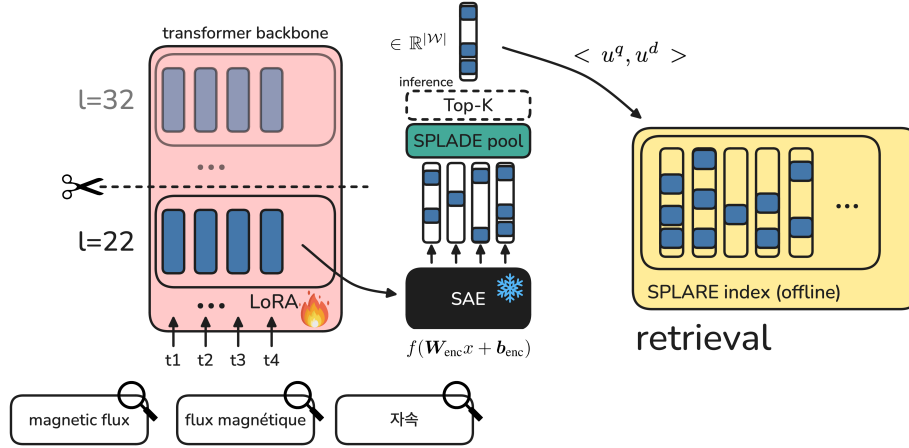 transformer backbone
l=32
...
l=22
LoRA
...
t1 t2 t3 t4
∈ ℝ^|𝒲|
inference
Top-K
SPLADE pool
SAE
f(W_enc x + b_enc)
< u^q, u^d >
...
SPLARE index (offline)
retrieval
magnetic flux
flux magnétique
자속